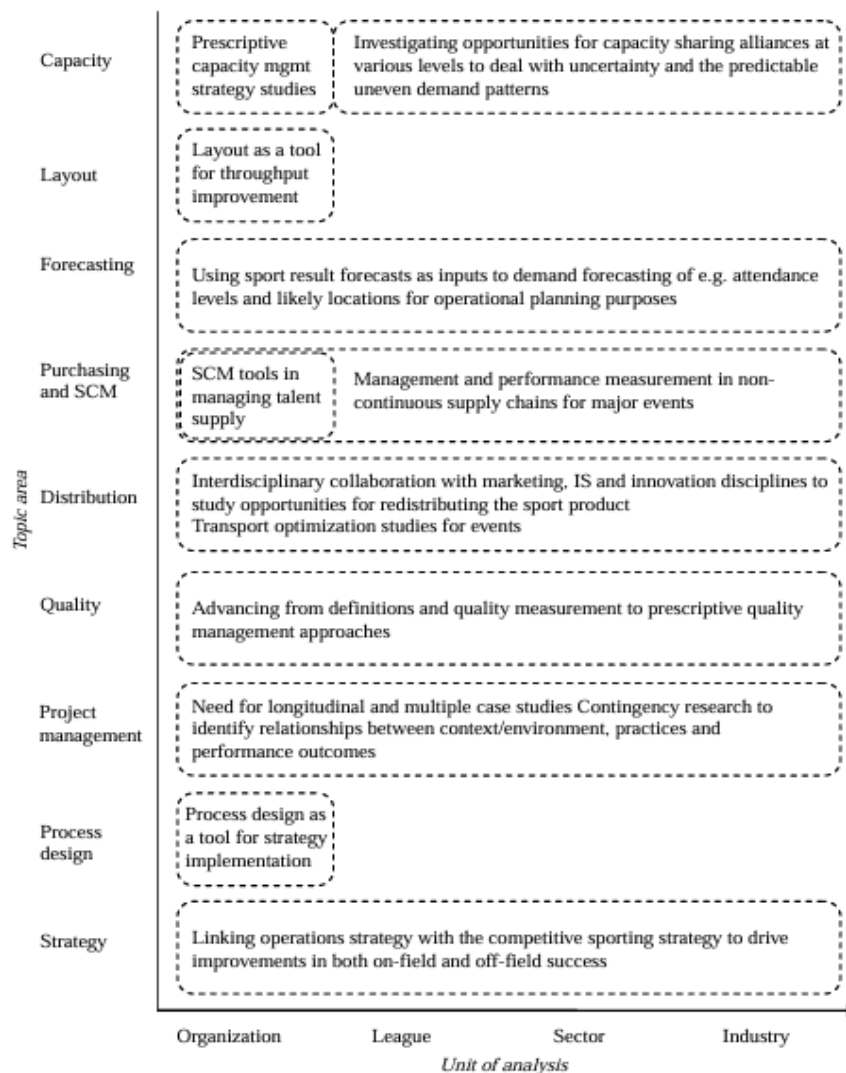 Capacity
Prescriptive
capacity mgmt
strategy studies
Investigating opportunities for capacity sharing alliances at
various levels to deal with uncertainty and the predictable
uneven demand patterns
Layout
Layout as a tool
for throughput
improvement
Forecasting
Using sport result forecasts as inputs to demand forecasting of e.g. attendance
levels and likely locations for operational planning purposes
Purchasing
and SCM
SCM tools in
managing talent
supply
Management and performance measurement in non-
continuous supply chains for major events
Topic area
Distribution
Interdisciplinary collaboration with marketing, IS and innovation disciplines to
study opportunities for redistributing the sport product
Transport optimization studies for events
Quality
Advancing from definitions and quality measurement to prescriptive quality
management approaches
Project
management
Need for longitudinal and multiple case studies Contingency research to
identify relationships between context/environment, practices and
performance outcomes
Process
design
Process design as
a tool for strategy
implementation
Strategy
Linking operations strategy with the competitive sporting strategy to drive
improvements in both on-field and off-field success
Organization League Sector Industry
Unit of analysis